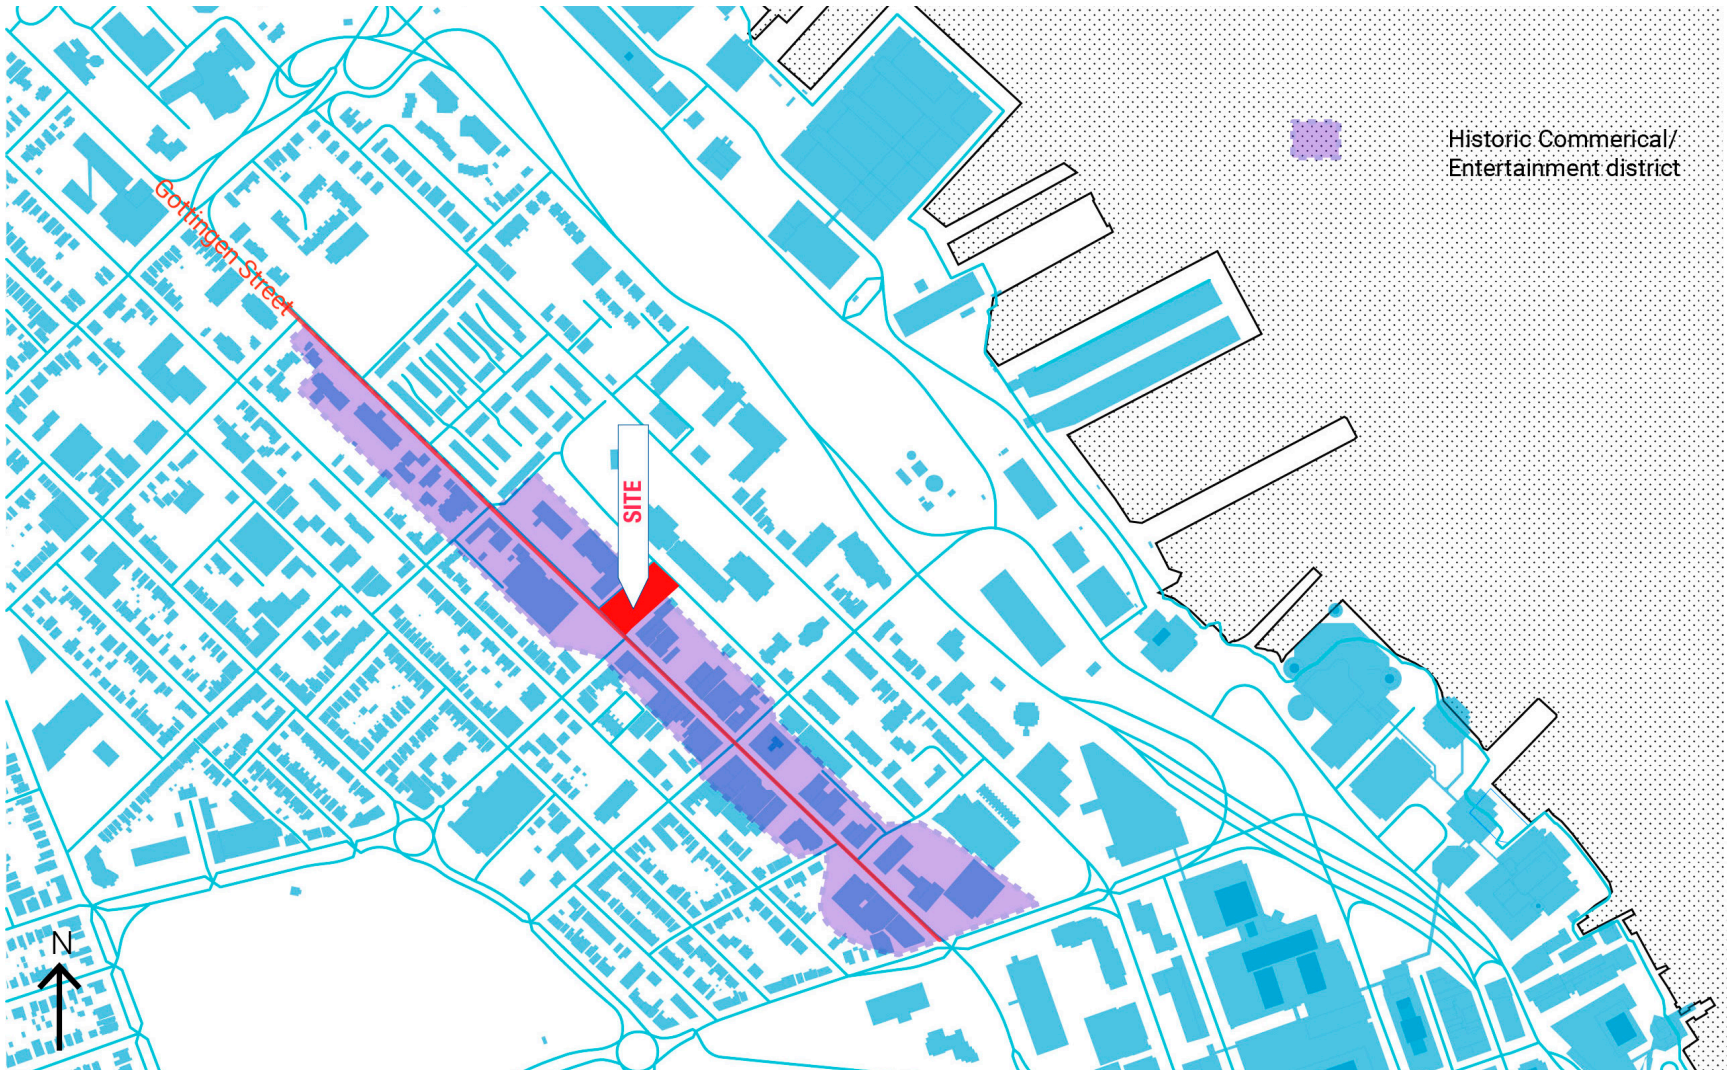 Historic Commerical/
Entertainment district
Gottingen Street
SITE
N